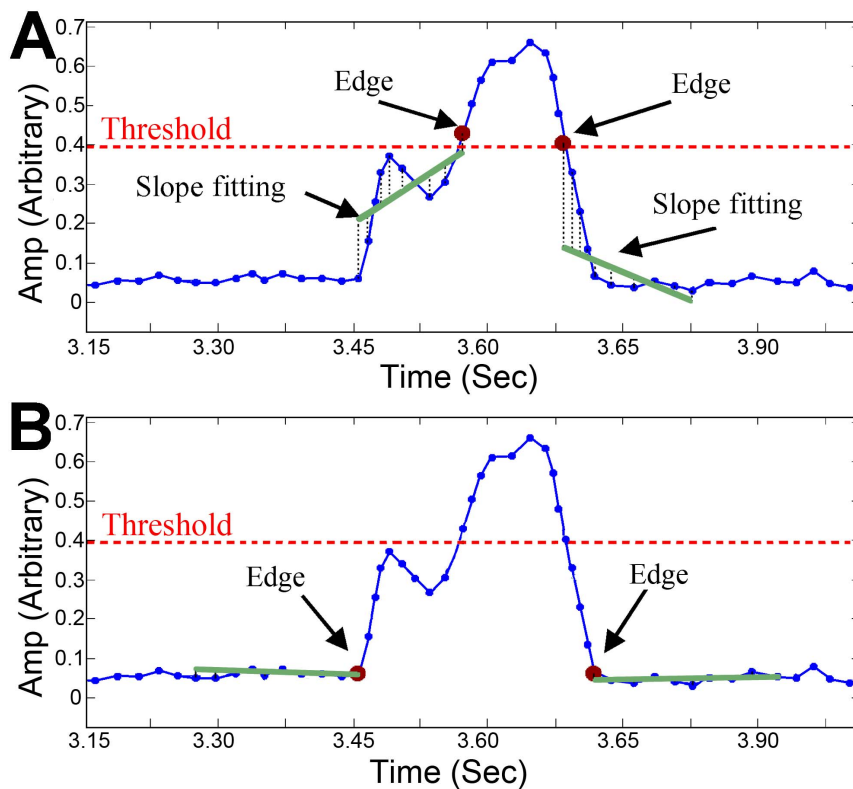 A
0.7
0.6
0.5
0.4
0.3
0.2
0.1
0
Amp (Arbitrary)
Threshold
Edge
Edge
Slope fitting
Slope fitting
3.15 3.30 3.45 3.60 3.65 3.90
Time (Sec)
B
0.7
0.6
0.5
0.4
0.3
0.2
0.1
0
Amp (Arbitrary)
Threshold
Edge
Edge
3.15 3.30 3.45 3.60 3.65 3.90
Time (Sec)